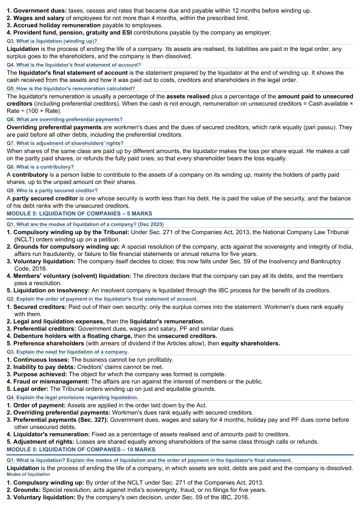 1. Government dues: taxes, cesses and rates that became due and payable within 12 months before winding up.
2. Wages and salary of employees for not more than 4 months, within the prescribed limit.
3. Accrued holiday remuneration payable to employees.
4. Provident fund, pension, gratuity and ESI contributions payable by the company as employer.
Q3. What is liquidation (winding up)?
Liquidation is the process of ending the life of a company. Its assets are realised, its liabilities are paid in the legal order, any
surplus goes to the shareholders, and the company is then dissolved.
Q4. What is the liquidator's final statement of account?
The liquidator's final statement of account is the statement prepared by the liquidator at the end of winding up. It shows the
cash received from the assets and how it was paid out to costs, creditors and shareholders in the legal order.
Q5. How is the liquidator's remuneration calculated?
The liquidator's remuneration is usually a percentage of the assets realised plus a percentage of the amount paid to unsecured
creditors (including preferential creditors). When the cash is not enough, remuneration on unsecured creditors = Cash available ×
Rate ÷ (100 + Rate).
Q6. What are overriding preferential payments?
Overriding preferential payments are workmen's dues and the dues of secured creditors, which rank equally (pari passu). They
are paid before all other debts, including the preferential creditors.
Q7. What is adjustment of shareholders' rights?
When shares of the same class are paid up by different amounts, the liquidator makes the loss per share equal. He makes a call
on the partly paid shares, or refunds the fully paid ones, so that every shareholder bears the loss equally.
Q8. What is a contributory?
A contributory is a person liable to contribute to the assets of a company on its winding up, mainly the holders of partly paid
shares, up to the unpaid amount on their shares.
Q9. Who is a partly secured creditor?
A partly secured creditor is one whose security is worth less than his debt. He is paid the value of the security, and the balance
of his debt ranks with the unsecured creditors.
MODULE 5: LIQUIDATION OF COMPANIES – 5 MARKS
Q1. What are the modes of liquidation of a company? (Dec 2025)
1. Compulsory winding up by the Tribunal: Under Sec. 271 of the Companies Act, 2013, the National Company Law Tribunal
(NCLT) orders winding up on a petition.
2. Grounds for compulsory winding up: A special resolution of the company, acts against the sovereignty and integrity of India,
affairs run fraudulently, or failure to file financial statements or annual returns for five years.
3. Voluntary liquidation: The company itself decides to close; this now falls under Sec. 59 of the Insolvency and Bankruptcy
Code, 2016.
4. Members' voluntary (solvent) liquidation: The directors declare that the company can pay all its debts, and the members
pass a resolution.
5. Liquidation on insolvency: An insolvent company is liquidated through the IBC process for the benefit of its creditors.
Q2. Explain the order of payment in the liquidator's final statement of account.
1. Secured creditors: Paid out of their own security; only the surplus comes into the statement. Workmen's dues rank equally
with them.
2. Legal and liquidation expenses, then the liquidator's remuneration.
3. Preferential creditors: Government dues, wages and salary, PF and similar dues.
4. Debenture holders with a floating charge, then the unsecured creditors.
5. Preference shareholders (with arrears of dividend if the Articles allow), then equity shareholders.
Q3. Explain the need for liquidation of a company.
1. Continuous losses: The business cannot be run profitably.
2. Inability to pay debts: Creditors' claims cannot be met.
3. Purpose achieved: The object for which the company was formed is complete.
4. Fraud or mismanagement: The affairs are run against the interest of members or the public.
5. Legal order: The Tribunal orders winding up on just and equitable grounds.
Q4. Explain the legal provisions regarding liquidation.
1. Order of payment: Assets are applied in the order laid down by the Act.
2. Overriding preferential payments: Workmen's dues rank equally with secured creditors.
3. Preferential payments (Sec. 327): Government dues, wages and salary for 4 months, holiday pay and PF dues come before
other unsecured debts.
4. Liquidator's remuneration: Fixed as a percentage of assets realised and of amounts paid to creditors.
5. Adjustment of rights: Losses are shared equally among shareholders of the same class through calls or refunds.
MODULE 5: LIQUIDATION OF COMPANIES – 10 MARKS
Q1. What is liquidation? Explain the modes of liquidation and the order of payment in the liquidator's final statement.
Liquidation is the process of ending the life of a company, in which assets are sold, debts are paid and the company is dissolved.
Modes of liquidation
1. Compulsory winding up: By order of the NCLT under Sec. 271 of the Companies Act, 2013.
2. Grounds: Special resolution, acts against India's sovereignty, fraud, or no filings for five years.
3. Voluntary liquidation: By the company's own decision, under Sec. 59 of the IBC, 2016.